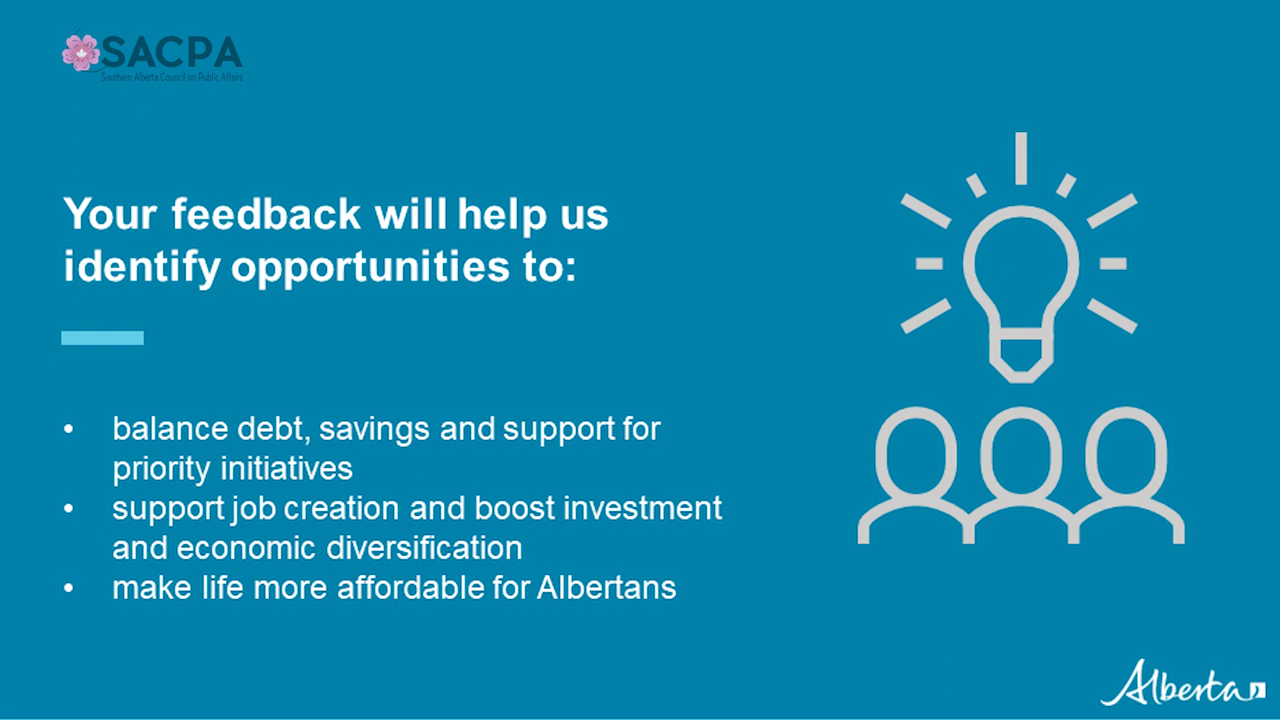 SACPA
Southern Alberta Council on Public Affairs
Your feedback will help us
identify opportunities to:
• balance debt, savings and support for
priority initiatives
• support job creation and boost investment
and economic diversification
• make life more affordable for Albertans
Alberta